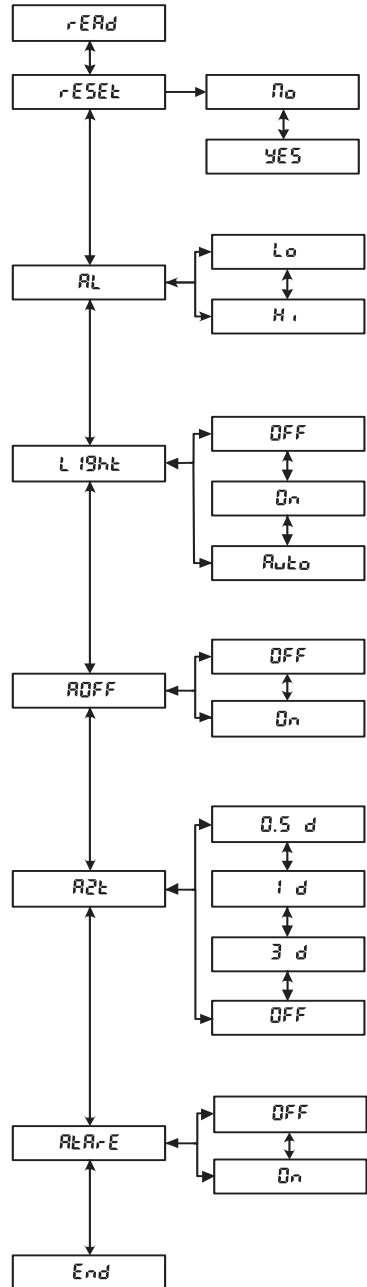 rEAd
rESEt
No
YES
AL
Lo
Hi
LIght
OFF
On
Auto
AOFF
OFF
On
AZt
0.5 d
1 d
3 d
OFF
AtArE
OFF
On
End